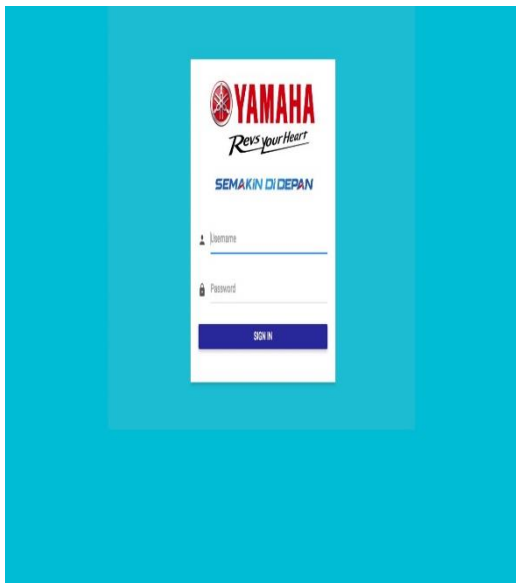 YAMAHA
Revs Your Heart
SEMAKIN DI DEPAN
Username
Password
SIGN IN